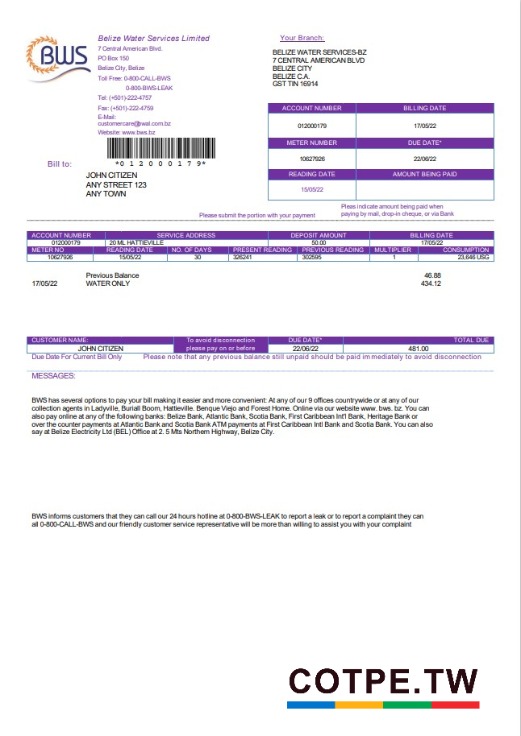 BWS
Belize Water Services Limited
7 Central American Blvd.
PO Box 150
Belize City, Belize
Toll Free: 0-800-CALL-BWS
0-800-BWS-LEAK
Tel: (+501)-222-4757
Fax: (+501)-222-4759
E-Mail:
customercare@bwsl.com.bz
Website: www.bws.bz
*012000179*
Your Branch:
BELIZE WATER SERVICES-BZ
7 CENTRAL AMERICAN BLVD
BELIZE CITY
BELIZE C.A.
GST TIN 16914
ACCOUNT NUMBER BILLING DATE
012000179 17/05/22
METER NUMBER DUE DATE*
10627926 22/06/22
READING DATE AMOUNT BEING PAID
15/05/22
Bill to:
JOHN CITIZEN
ANY STREET 123
ANY TOWN
Please submit the portion with your payment
Pleas indicate amount being paid when
paying by mail, drop-in cheque, or via Bank
ACCOUNT NUMBER SERVICE ADDRESS DEPOSIT AMOUNT BILLING DATE
012000179 20 ML HATTIEVILLE 50.00 17/05/22
METER NO READING DATE NO. OF DAYS PRESENT READING PREVIOUS READING MULTIPLIER CONSUMPTION
10627926 15/05/22 30 326241 302595 1 23,646 USG
Previous Balance 46.88
17/05/22 WATER ONLY 434.12
CUSTOMER NAME: To avoid disconnection DUE DATE* TOTAL DUE
JOHN CITIZEN please pay on or before 22/06/22 481.00
Due Date For Current Bill Only Please note that any previous balance still unpaid should be paid immediately to avoid disconnection
MESSAGES:
BWS has several options to pay your bill making it easier and more convenient: At any of our 9 offices countrywide or at any of our
collection agents in Ladyville, Buriall Boom, Hattieville. Benque Viejo and Forest Home. Online via our website www. bws. bz. You can
also pay online at any of the following banks: Belize Bank, Atlantic Bank, Scotia Bank, First Caribbean Int'l Bank, Heritage Bank or
over the counter payments at Atlantic Bank and Scotia Bank ATM payments at First Caribbean Intl Bank and Scotia Bank. You can also
say at Belize Electricity Ltd (BEL) Office at 2. 5 Mts Northern Highway, Belize City.
BWS informs customers that they can call our 24 hours hotline at 0-800-BWS-LEAK to report a leak or to report a complaint they can
all 0-800-CALL-BWS and our friendly customer service representative will be more than willing to assist you with your complaint
COTPE.TW